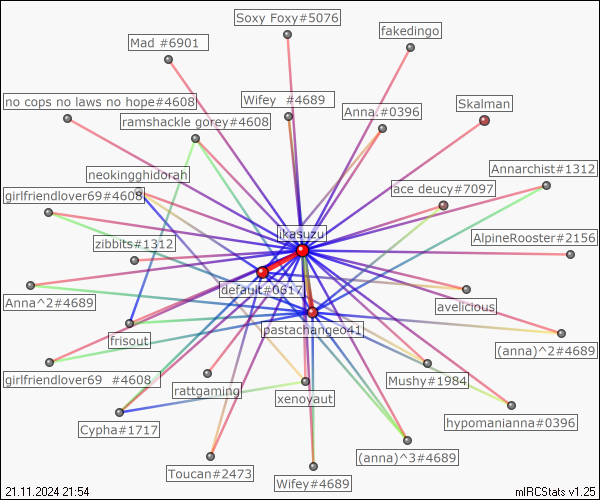 Soxy Foxy#5076
fakedingo
Mad #6901
no cops no laws no hope#4608
Wifey #4689
Skalman
ramshackle gorey#4608
Anna.#0396
neokingghidorah
Annarchist#1312
girlfriendlover69#4608
ace deucy#7097
ikasuzu
zibbits#1312
AlpineRooster#2156
default#0617
Anna^2#4689
avelicious
pastachangeo41
frisout
(anna)^2#4689
girlfriendlover69 #4608
Mushy#1984
rattgaming
xenoyaut
hypomanianna#0396
Cypha#1717
(anna)^3#4689
Toucan#2473
Wifey#4689
21.11.2024 21:54
mIRCStats v1.25